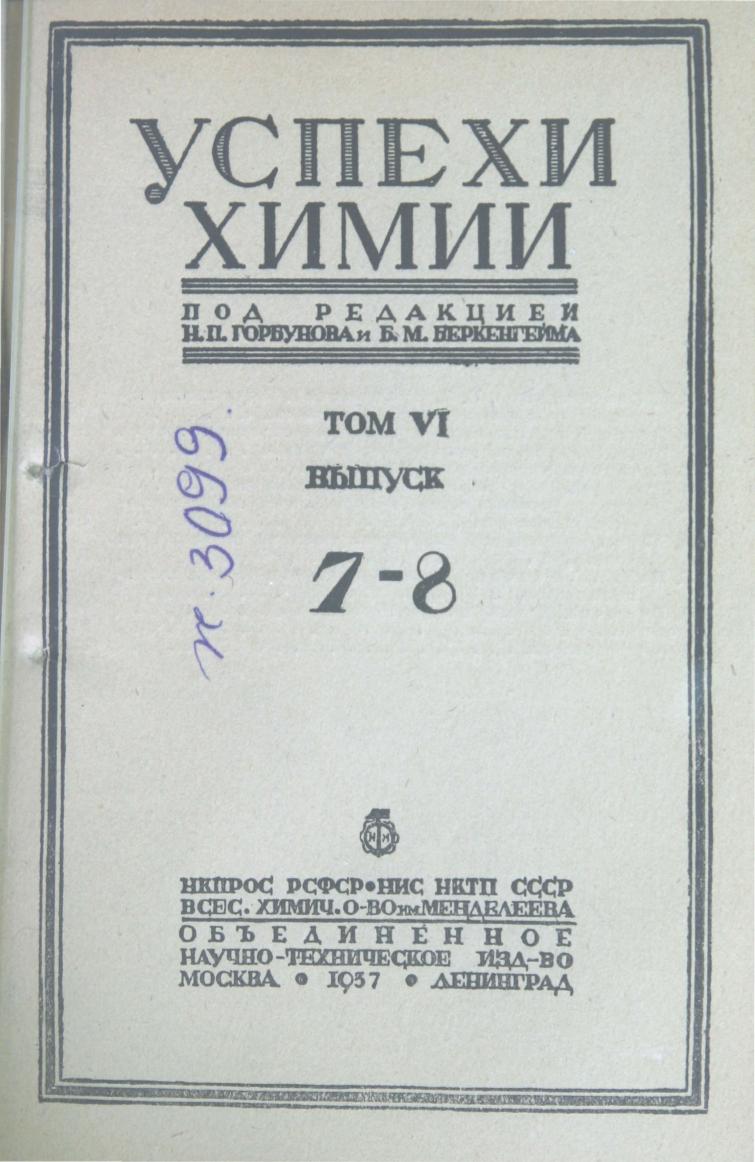 УСПЕХИ
ХИМИИ
ПОД РЕДАКЦИЕЙ
Н. П. ГОРБУНОВА и Б. М. БЕРКЕНГЕЙМА
ТОМ VI
ВЫПУСК
7-8
и. 3099.
НКПРОС РСФСР•НИС НКТП СССР
ВСЕС. ХИМИЧ. О-ВО им МЕНДЕЛЕЕВА
ОБЪЕДИНЕННОЕ
НАУЧНО-ТЕХНИЧЕСКОЕ ИЗД-ВО
МОСКВА • 1937 • ЛЕНИНГРАД